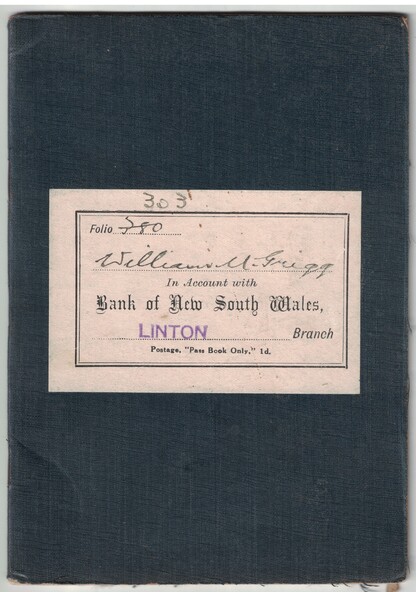 303
Folio 780
William M. Grigg
In Account with
Bank of New South Wales,
LINTON Branch
Postage, "Pass Book Only," 1d.